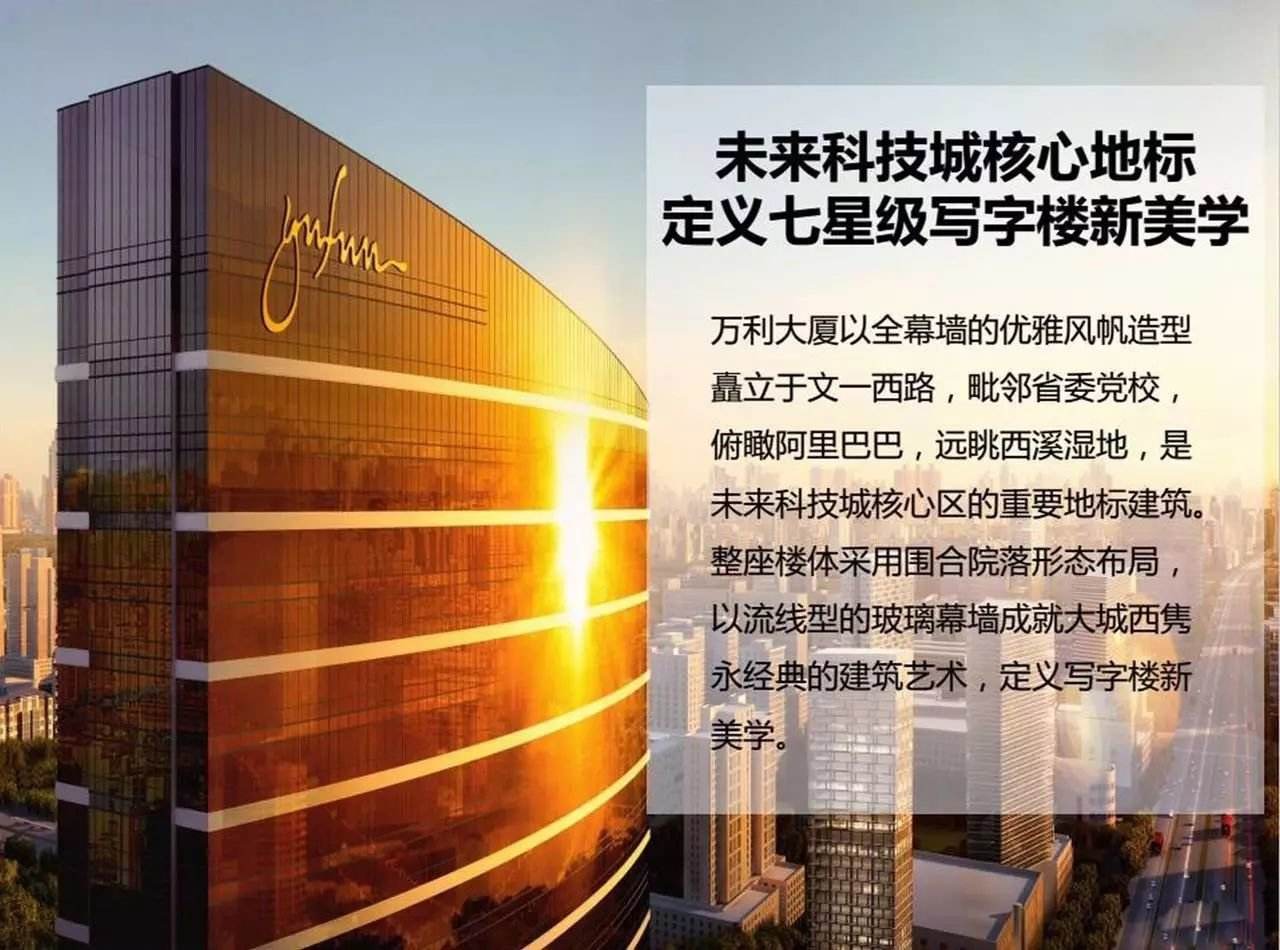 yufun
未来科技城核心地标
定义七星级写字楼新美学
万利大厦以全幕墙的优雅风帆造型
矗立于文一西路，毗邻省委党校，
俯瞰阿里巴巴，远眺西溪湿地，是
未来科技城核心区的重要地标建筑。
整座楼体采用围合院落形态布局，
以流线型的玻璃幕墙成就大城西隽
永经典的建筑艺术，定义写字楼新
美学。